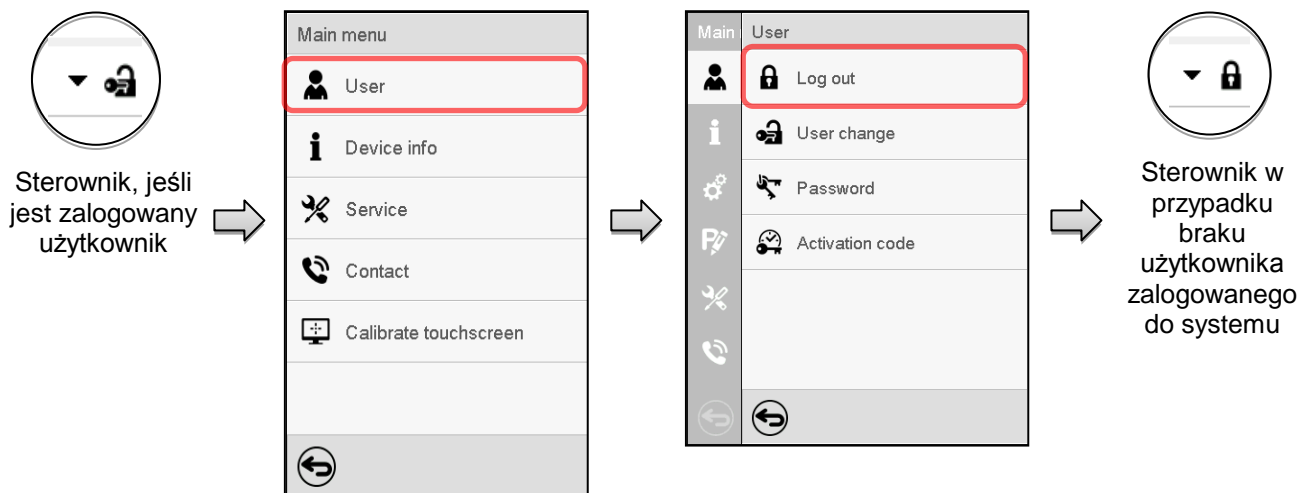 Sterownik, jeśli
jest zalogowany
użytkownik
Main menu
User
Device info
Service
Contact
Calibrate touchscreen
Main
User
Log out
User change
Password
Activation code
Sterownik w
przypadku
braku
użytkownika
zalogowanego
do systemu